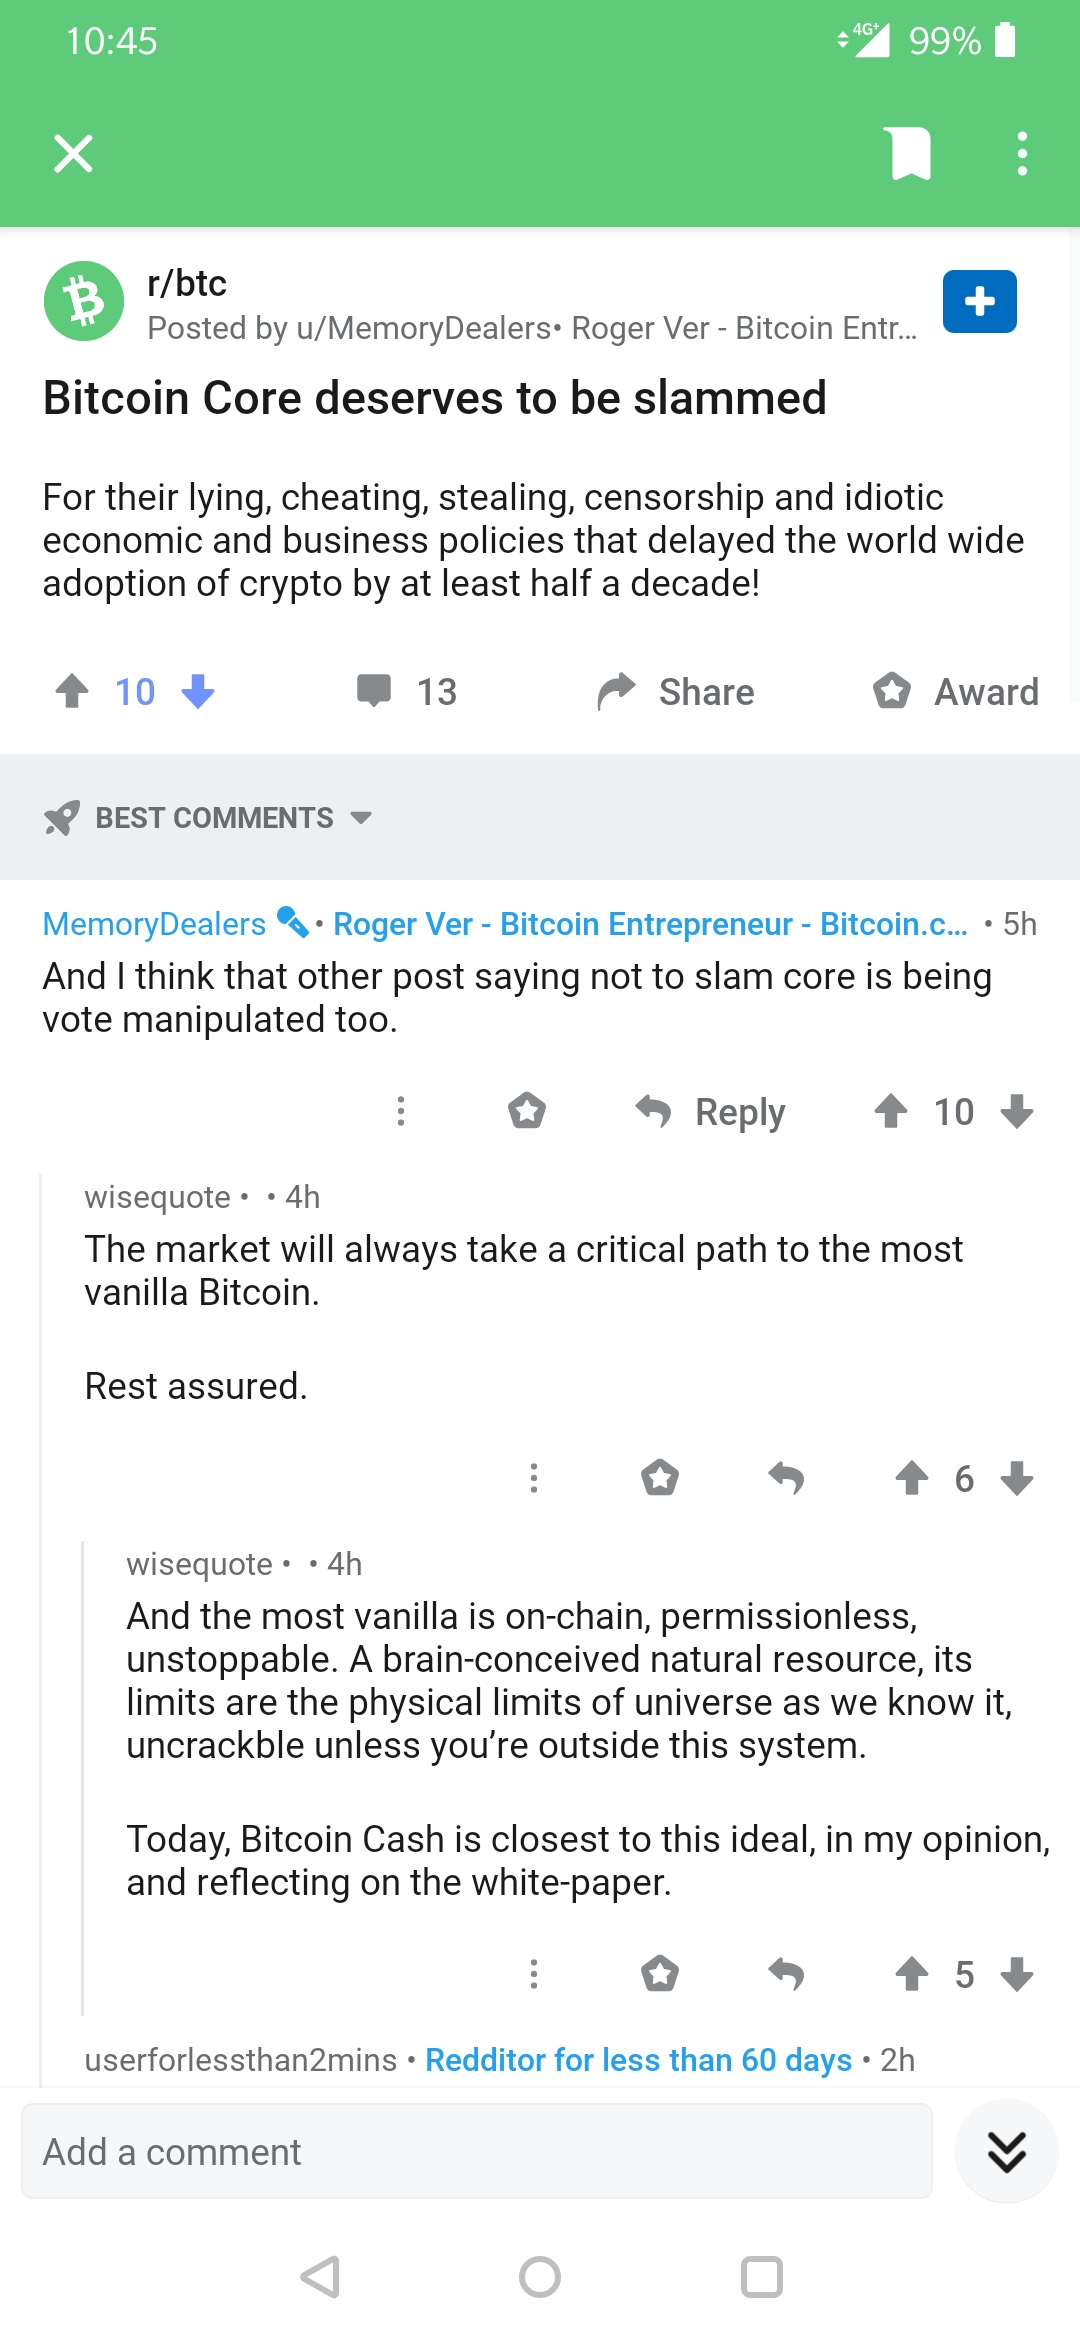 10:45
4G+ 99%
r/btc
Posted by u/MemoryDealers• Roger Ver - Bitcoin Entr...
Bitcoin Core deserves to be slammed
For their lying, cheating, stealing, censorship and idiotic
economic and business policies that delayed the world wide
adoption of crypto by at least half a decade!
10 13 Share Award
BEST COMMENTS
MemoryDealers • Roger Ver - Bitcoin Entrepreneur - Bitcoin.c... • 5h
And I think that other post saying not to slam core is being
vote manipulated too.
Reply 10
wisequote • • 4h
The market will always take a critical path to the most
vanilla Bitcoin.
Rest assured.
6
wisequote • • 4h
And the most vanilla is on-chain, permissionless,
unstoppable. A brain-conceived natural resource, its
limits are the physical limits of universe as we know it,
uncrackble unless you’re outside this system.
Today, Bitcoin Cash is closest to this ideal, in my opinion,
and reflecting on the white-paper.
5
userforlessthan2mins • Redditor for less than 60 days • 2h
Add a comment